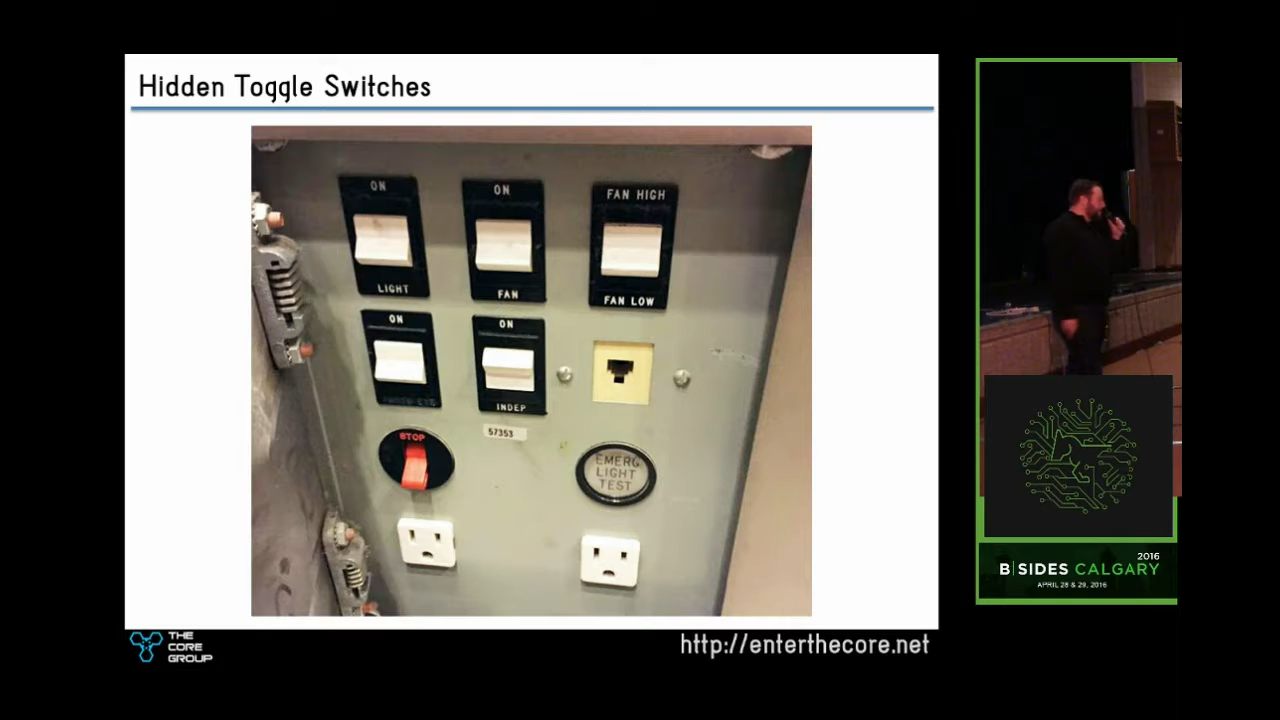 Hidden Toggle Switches
ON
LIGHT
ON
FAN
FAN HIGH
FAN LOW
ON
ON
INDEP
STOP
57353
EMERG
LIGHT
TEST
THE
CORE
GROUP
http://enterthecore.net
2016
B|SIDES CALGARY
APRIL 28 & 29, 2016